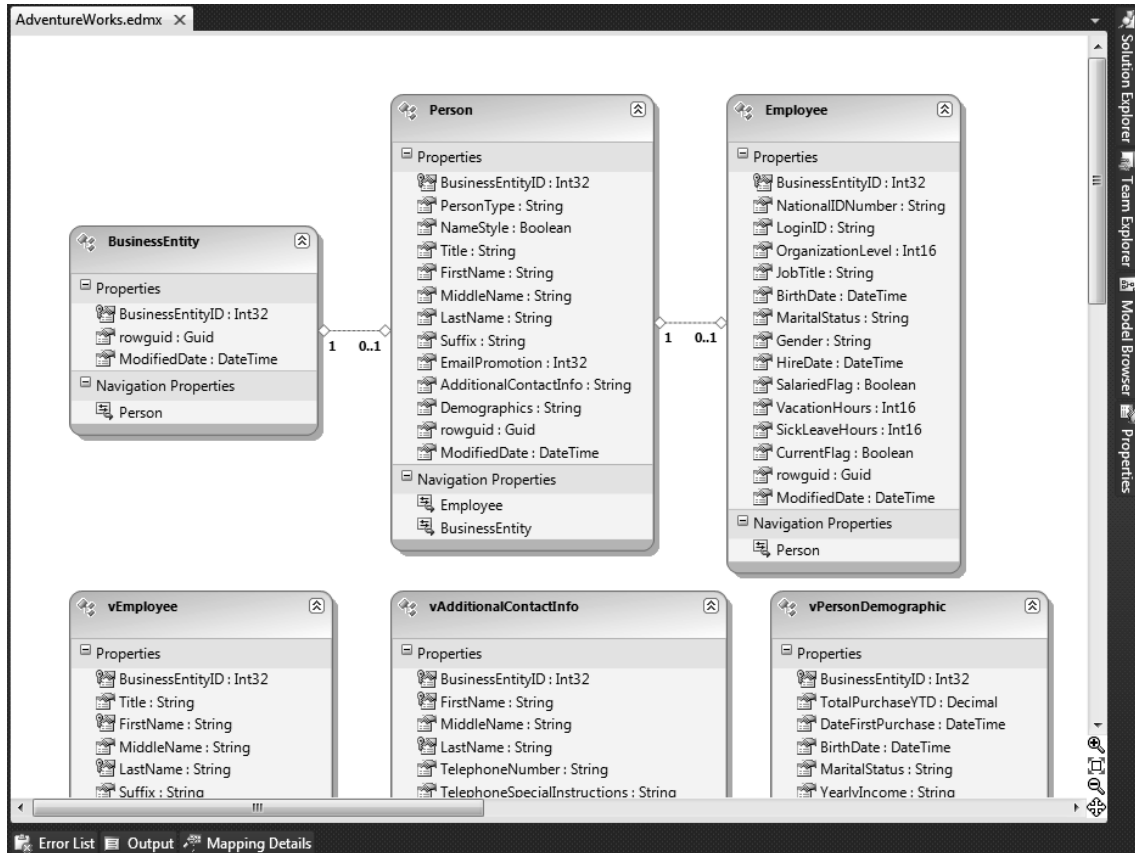 AdventureWorks.edmx
BusinessEntity
Properties
BusinessEntityID : Int32
rowguid : Guid
ModifiedDate : DateTime
Navigation Properties
Person
1 0..1
Person
Properties
BusinessEntityID : Int32
PersonType : String
NameStyle : Boolean
Title : String
FirstName : String
MiddleName : String
LastName : String
Suffix : String
EmailPromotion : Int32
AdditionalContactInfo : String
Demographics : String
rowguid : Guid
ModifiedDate : DateTime
Navigation Properties
Employee
BusinessEntity
1 0..1
Employee
Properties
BusinessEntityID : Int32
NationalIDNumber : String
LoginID : String
OrganizationLevel : Int16
JobTitle : String
BirthDate : DateTime
MaritalStatus : String
Gender : String
HireDate : DateTime
SalariedFlag : Boolean
VacationHours : Int16
SickLeaveHours : Int16
CurrentFlag : Boolean
rowguid : Guid
ModifiedDate : DateTime
Navigation Properties
Person
vEmployee
Properties
BusinessEntityID : Int32
Title : String
FirstName : String
MiddleName : String
LastName : String
Suffix : String
vAdditionalContactInfo
Properties
BusinessEntityID : Int32
FirstName : String
MiddleName : String
LastName : String
TelephoneNumber : String
TelephoneSpecialInstructions : String
vPersonDemographic
Properties
BusinessEntityID : Int32
TotalPurchaseYTD : Decimal
DateFirstPurchase : DateTime
BirthDate : DateTime
MaritalStatus : String
YearlyIncome : String
Solution Explorer
Team Explorer
Model Browser
Properties
Error List
Output
Mapping Details